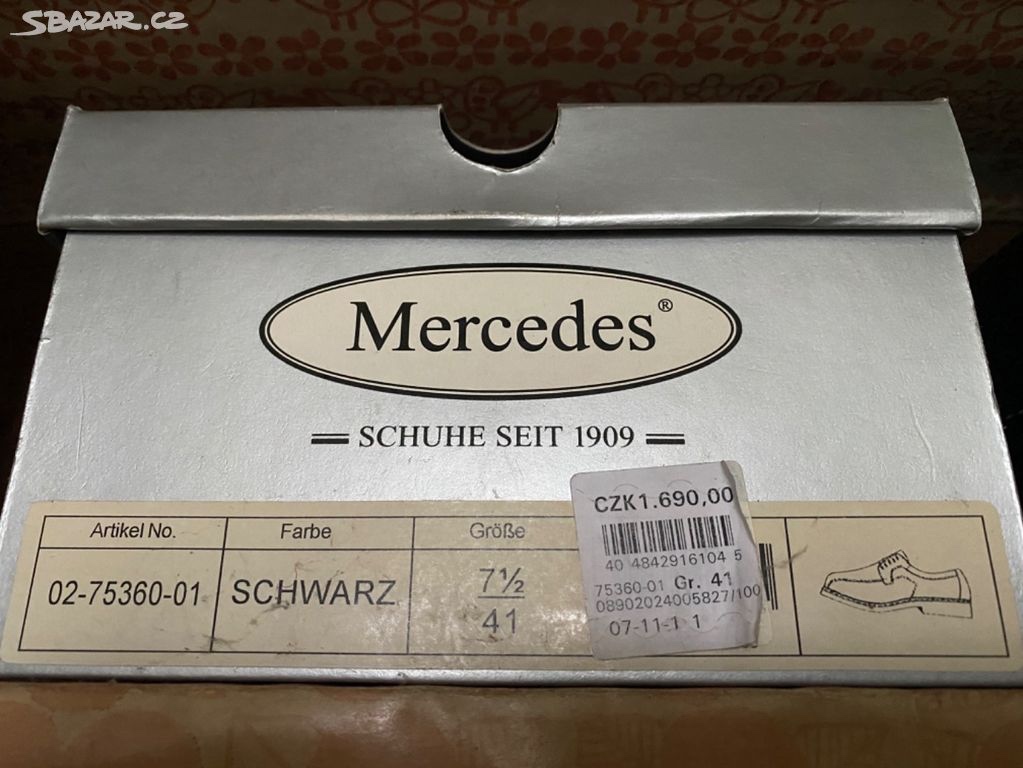 SBAZAR.CZ
Mercedes®
SCHUHE SEIT 1909
Artikel No. Farbe Größe
02-75360-01 SCHWARZ 7½
41
CZK1.690,00
40 4842916104 5
75360-01 Gr. 41
08902024005827/100
07-11-1 1